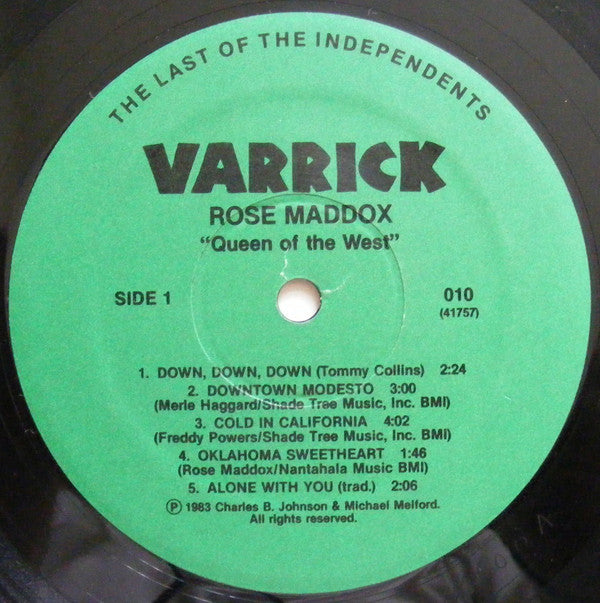 THE LAST OF THE INDEPENDENTS
VARRICK
ROSE MADDOX
"Queen of the West"
SIDE 1
010
(41757)
1. DOWN, DOWN, DOWN (Tommy Collins) 2:24
2. DOWNTOWN MODESTO 3:00
(Merle Haggard/Shade Tree Music, Inc. BMI)
3. COLD IN CALIFORNIA 4:02
(Freddy Powers/Shade Tree Music, Inc. BMI)
4. OKLAHOMA SWEETHEART 1:46
(Rose Maddox/Nantahala Music BMI)
5. ALONE WITH YOU (trad.) 2:06
℗ 1983 Charles B. Johnson & Michael Melford.
All rights reserved.